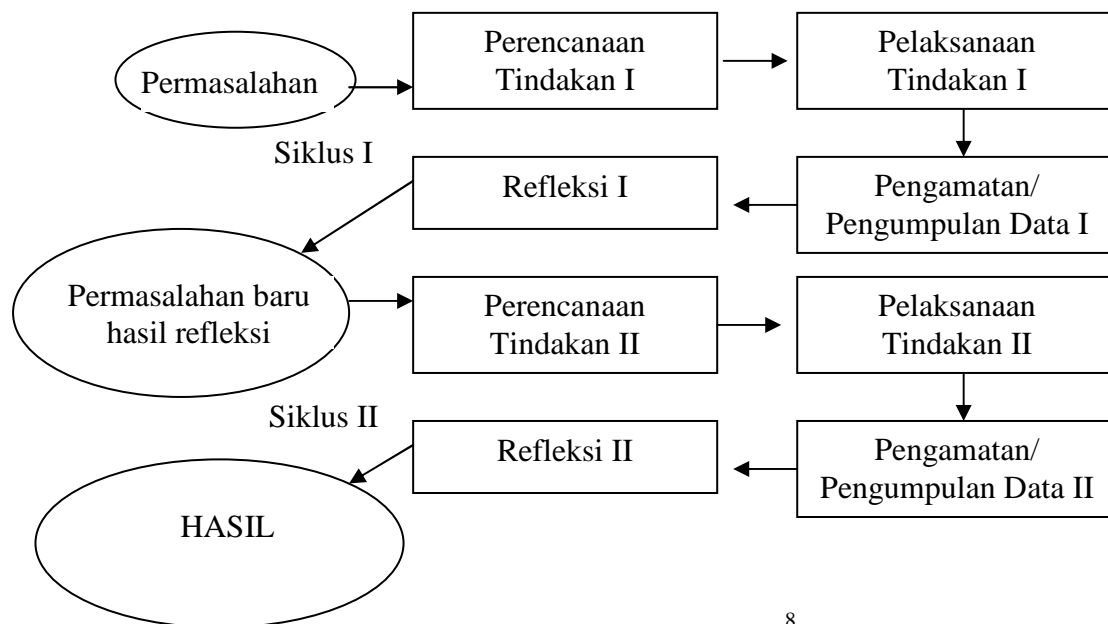 Permasalahan
Perencanaan
Tindakan I
Pelaksanaan
Tindakan I
Siklus I
Refleksi I
Pengamatan/
Pengumpulan Data I
Permasalahan baru
hasil refleksi
Perencanaan
Tindakan II
Pelaksanaan
Tindakan II
Siklus II
Refleksi II
Pengamatan/
Pengumpulan Data II
HASIL
8